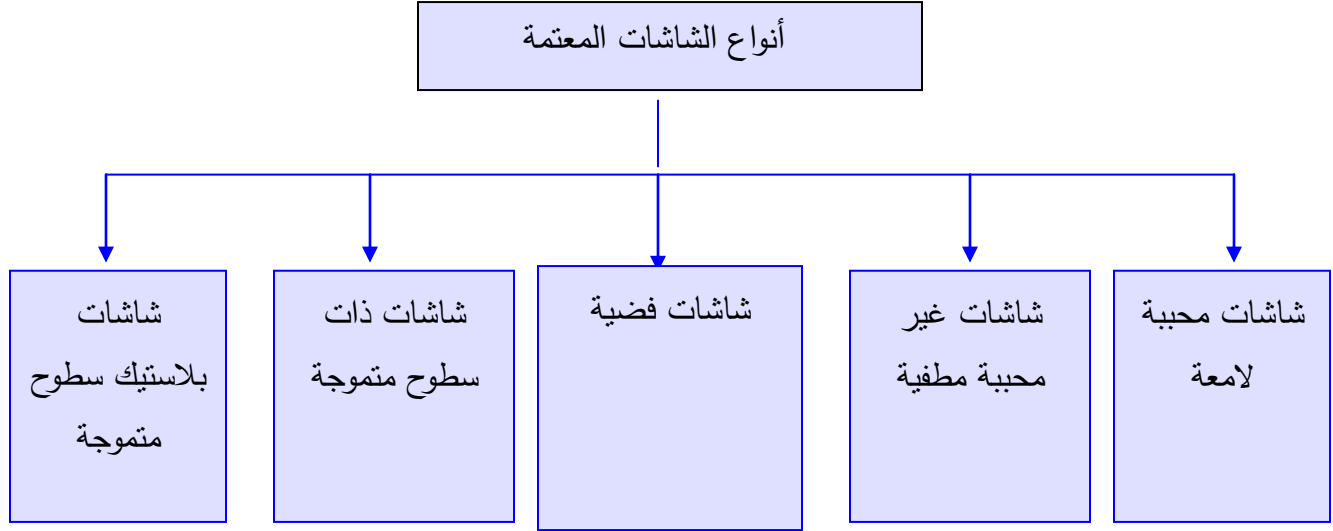 أنواع الشاشات المعتمة
شاشات محببة
لامعة
شاشات غير
محببة مطفية
شاشات فضية
شاشات ذات
سطوح متموجة
شاشات
بلاستيك سطوح
متموجة